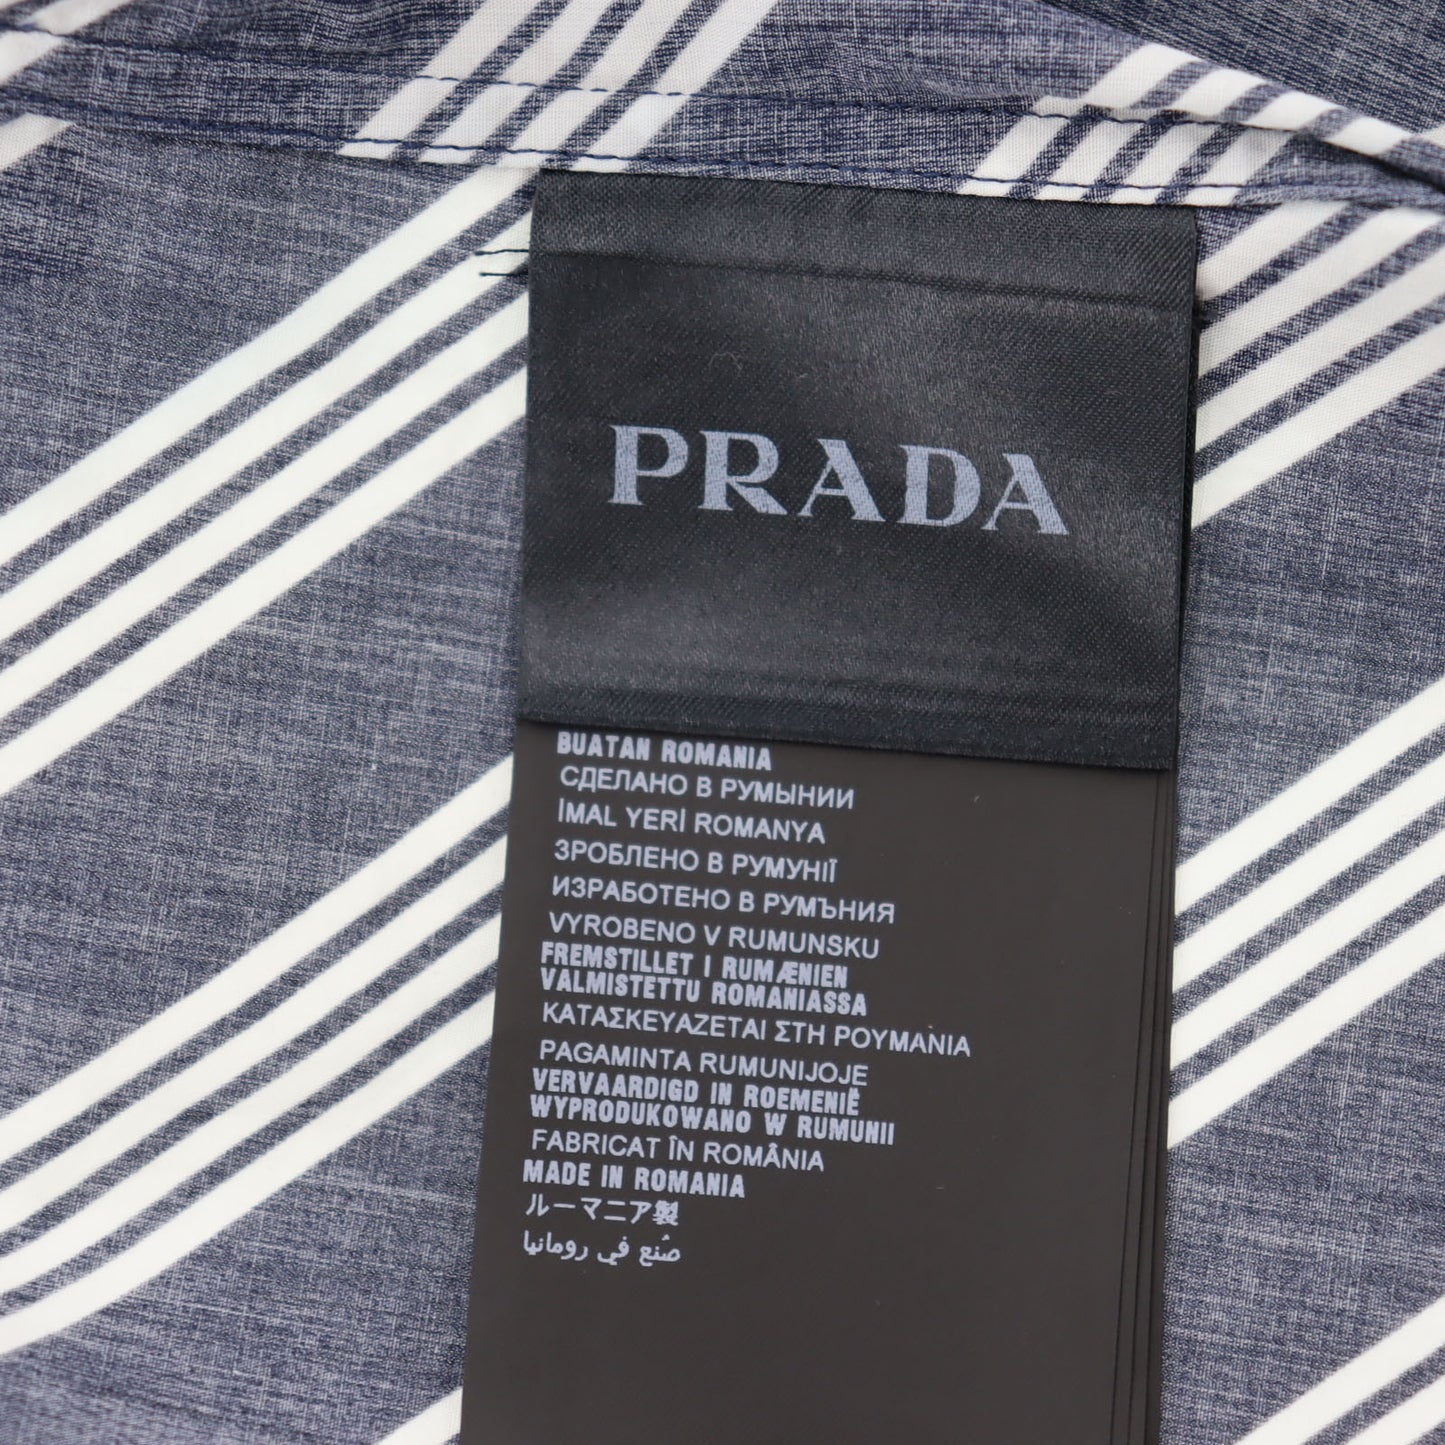 PRADA
BUATAN ROMANIA
СДЕЛАНО В РУМЫНИИ
İMAL YERİ ROMANYA
ЗРОБЛЕНО В РУМУНІЇ
ИЗРАБОТЕНО В РУМЪНИЯ
VYROBENO V RUMUNSKU
FREMSTILLET I RUMÆNIEN
VALMISTETTU ROMANIASSA
ΚΑΤΑΣΚΕΥΑΖΕΤΑΙ ΣΤΗ ΡΟΥΜΑΝΙΑ
PAGAMINTA RUMUNIJOJE
VERVAARDIGD IN ROEMENIË
WYPRODUKOWANO W RUMUNII
FABRICAT ÎN ROMÂNIA
MADE IN ROMANIA
ルーマニア製
صُنع في رومانيا